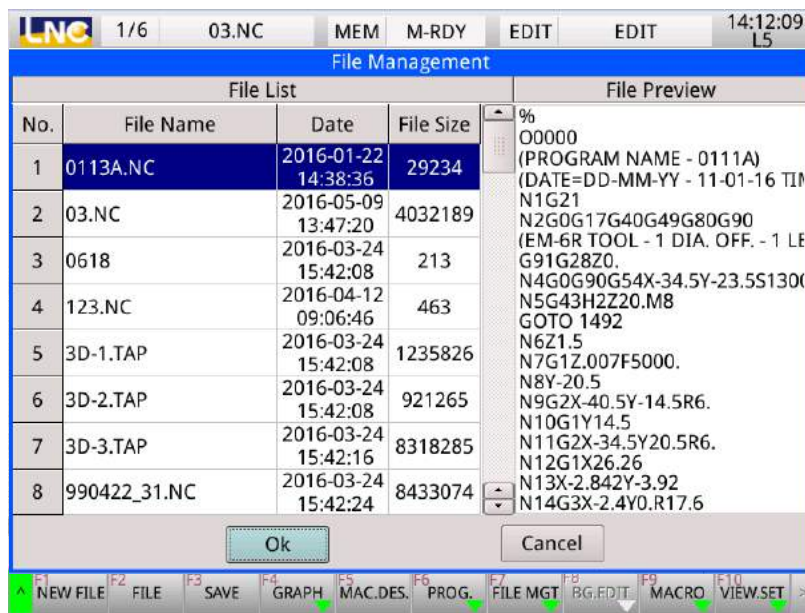 LNC 1/6 03.NC MEM M-RDY EDIT EDIT 14:12:09
L5
File Management
File List File Preview
No. File Name Date File Size
1 0113A.NC 2016-01-22 14:38:36 29234
2 03.NC 2016-05-09 13:47:20 4032189
3 0618 2016-03-24 15:42:08 213
4 123.NC 2016-04-12 09:06:46 463
5 3D-1.TAP 2016-03-24 15:42:08 1235826
6 3D-2.TAP 2016-03-24 15:42:08 921265
7 3D-3.TAP 2016-03-24 15:42:16 8318285
8 990422_31.NC 2016-03-24 15:42:24 8433074
%
O0000
(PROGRAM NAME - 0111A)
(DATE=DD-MM-YY - 11-01-16 TIM
N1G21
N2G0G17G40G49G80G90
(EM-6R TOOL - 1 DIA. OFF. - 1 LE
G91G28Z0.
N4G0G90G54X-34.5Y-23.5S1300
N5G43H2Z20.M8
GOTO 1492
N6Z1.5
N7G1Z.007F5000.
N8Y-20.5
N9G2X-40.5Y-14.5R6.
N10G1Y14.5
N11G2X-34.5Y20.5R6.
N12G1X26.26
N13X-2.842Y-3.92
N14G3X-2.4Y0.R17.6
Ok Cancel
F1 NEW FILE F2 FILE F3 SAVE F4 GRAPH F5 MAC.DES. F6 PROG. F7 FILE MGT F8 BG.EDIT F9 MACRO F10 VIEW.SET